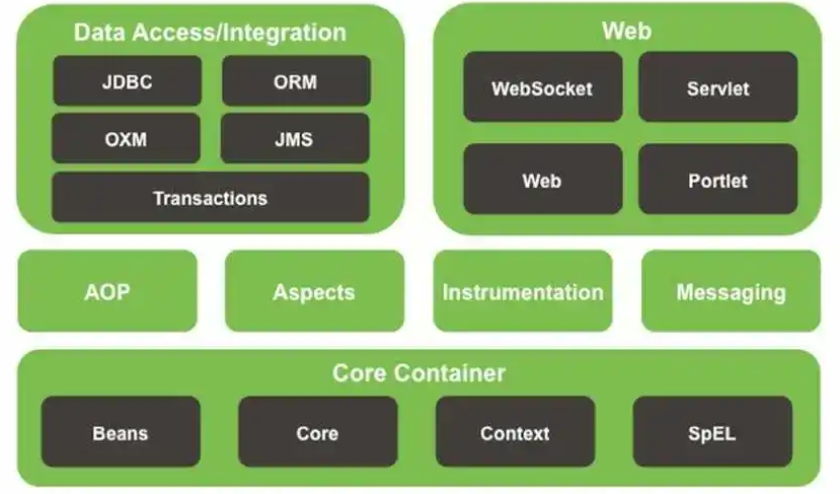 Data Access/Integration
JDBC
ORM
OXM
JMS
Transactions
Web
WebSocket
Servlet
Web
Portlet
AOP
Aspects
Instrumentation
Messaging
Core Container
Beans
Core
Context
SpEL